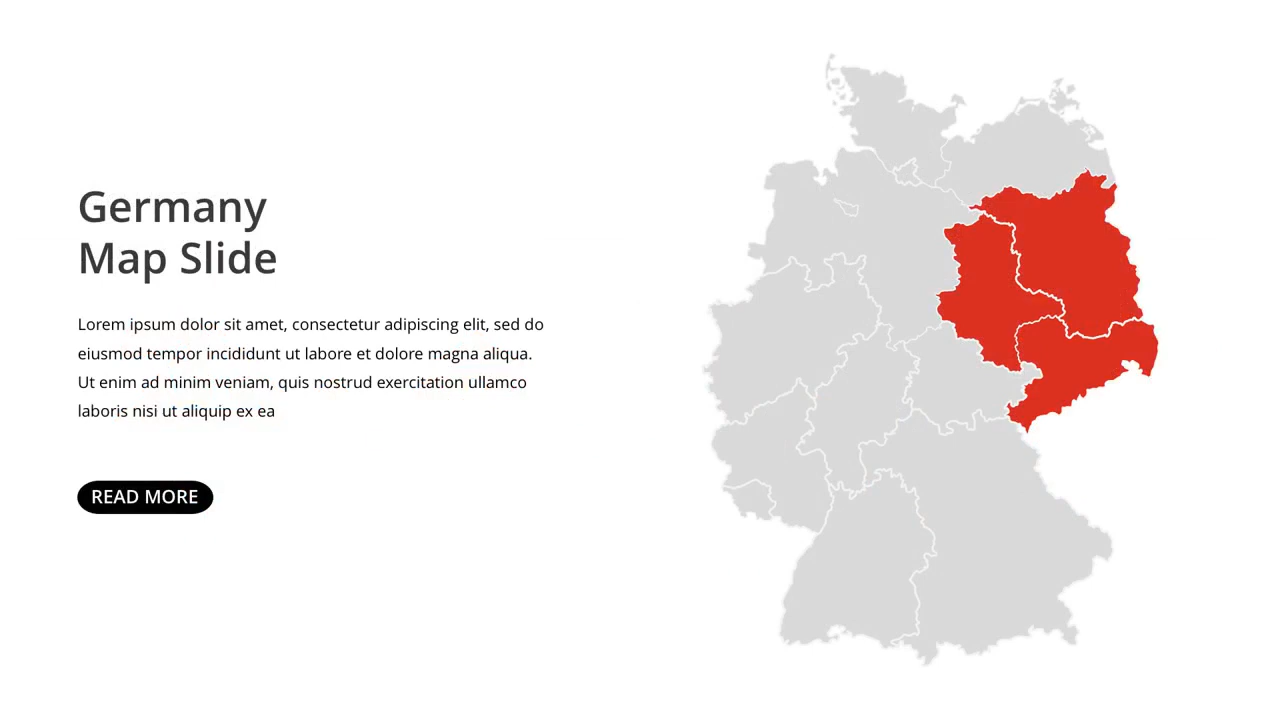 Germany
Map Slide
Lorem ipsum dolor sit amet, consectetur adipiscing elit, sed do
eiusmod tempor incididunt ut labore et dolore magna aliqua.
Ut enim ad minim veniam, quis nostrud exercitation ullamco
laboris nisi ut aliquip ex ea
READ MORE